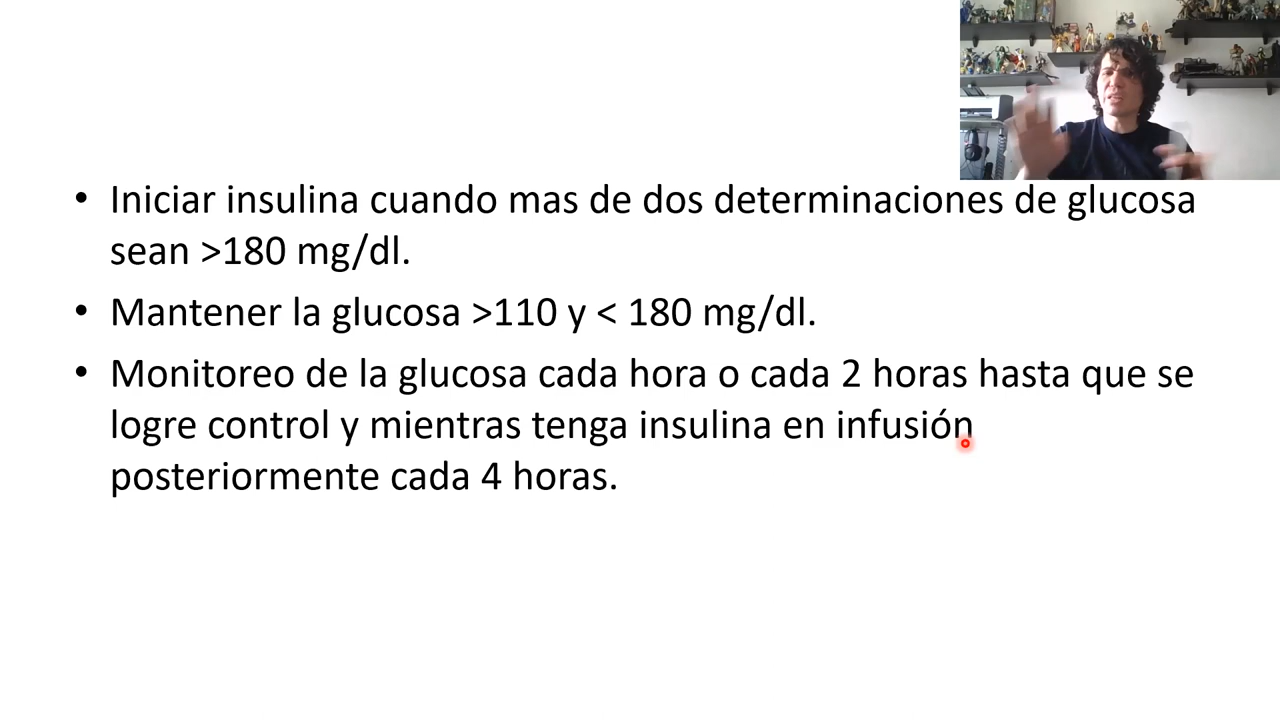 • Iniciar insulina cuando mas de dos determinaciones de glucosa
sean >180 mg/dl.
• Mantener la glucosa >110 y < 180 mg/dl.
• Monitoreo de la glucosa cada hora o cada 2 horas hasta que se
logre control y mientras tenga insulina en infusión
posteriormente cada 4 horas.